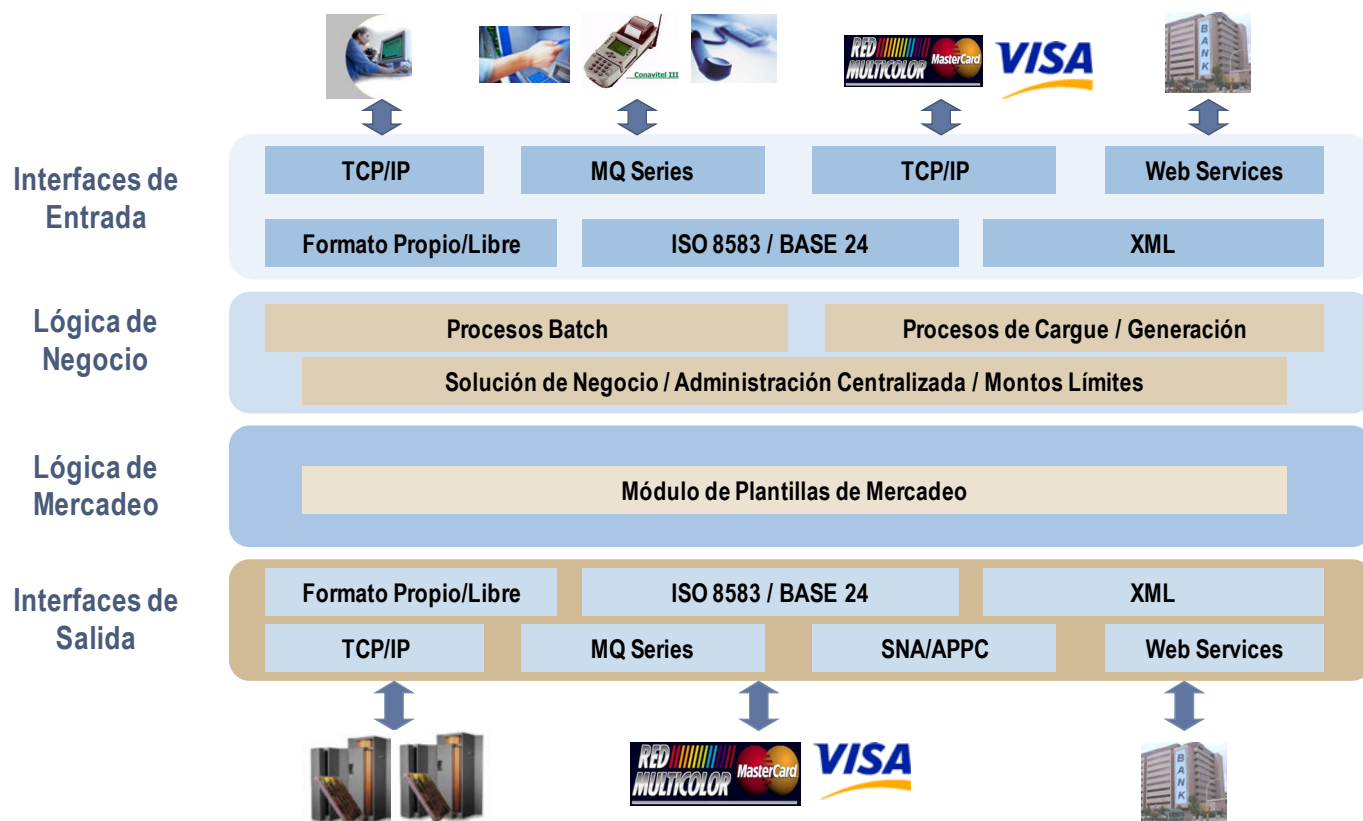 Conavitel III
RED
MULTICOLOR
MasterCard
VISA
BANK
Interfaces de
Entrada
TCP/IP
MQ Series
TCP/IP
Web Services
Formato Propio/Libre
ISO 8583 / BASE 24
XML
Lógica de
Negocio
Procesos Batch
Procesos de Cargue / Generación
Solución de Negocio / Administración Centralizada / Montos Límites
Lógica de
Mercadeo
Módulo de Plantillas de Mercadeo
Interfaces de
Salida
Formato Propio/Libre
ISO 8583 / BASE 24
XML
TCP/IP
MQ Series
SNA/APPC
Web Services
RED
MULTICOLOR
MasterCard
VISA
BANK